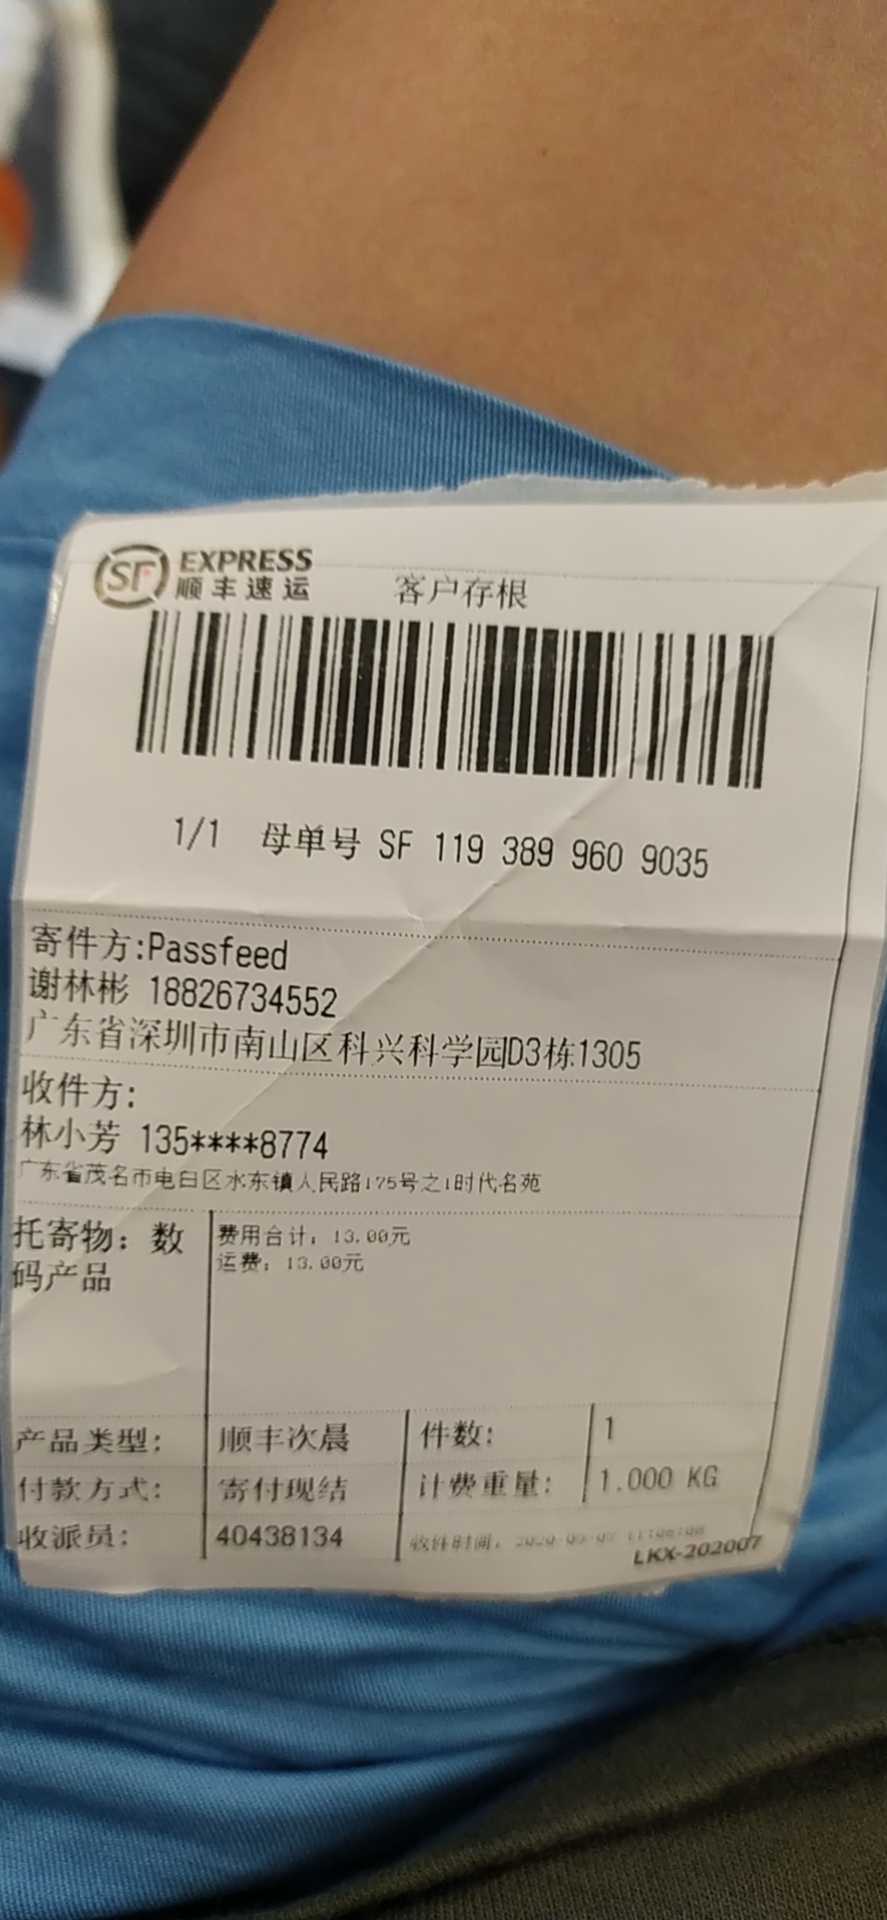 SF EXPRESS
顺丰速运
客户存根
1/1 母单号 SF 119 389 960 9035
寄件方:Passfeed
谢林彬 18826734552
广东省深圳市南山区科兴科学园D3栋1305
收件方:
林小芳 135****8774
广东省茂名市电白区水东镇人民路175号之1时代名苑
托寄物：数
码产品
费用合计：13.00元
运费：13.00元
产品类型： 顺丰次晨 件数： 1
付款方式： 寄付现结 计费重量： 1.000 KG
收派员： 40438134 收件时间：2020-09-07
LKX-202007